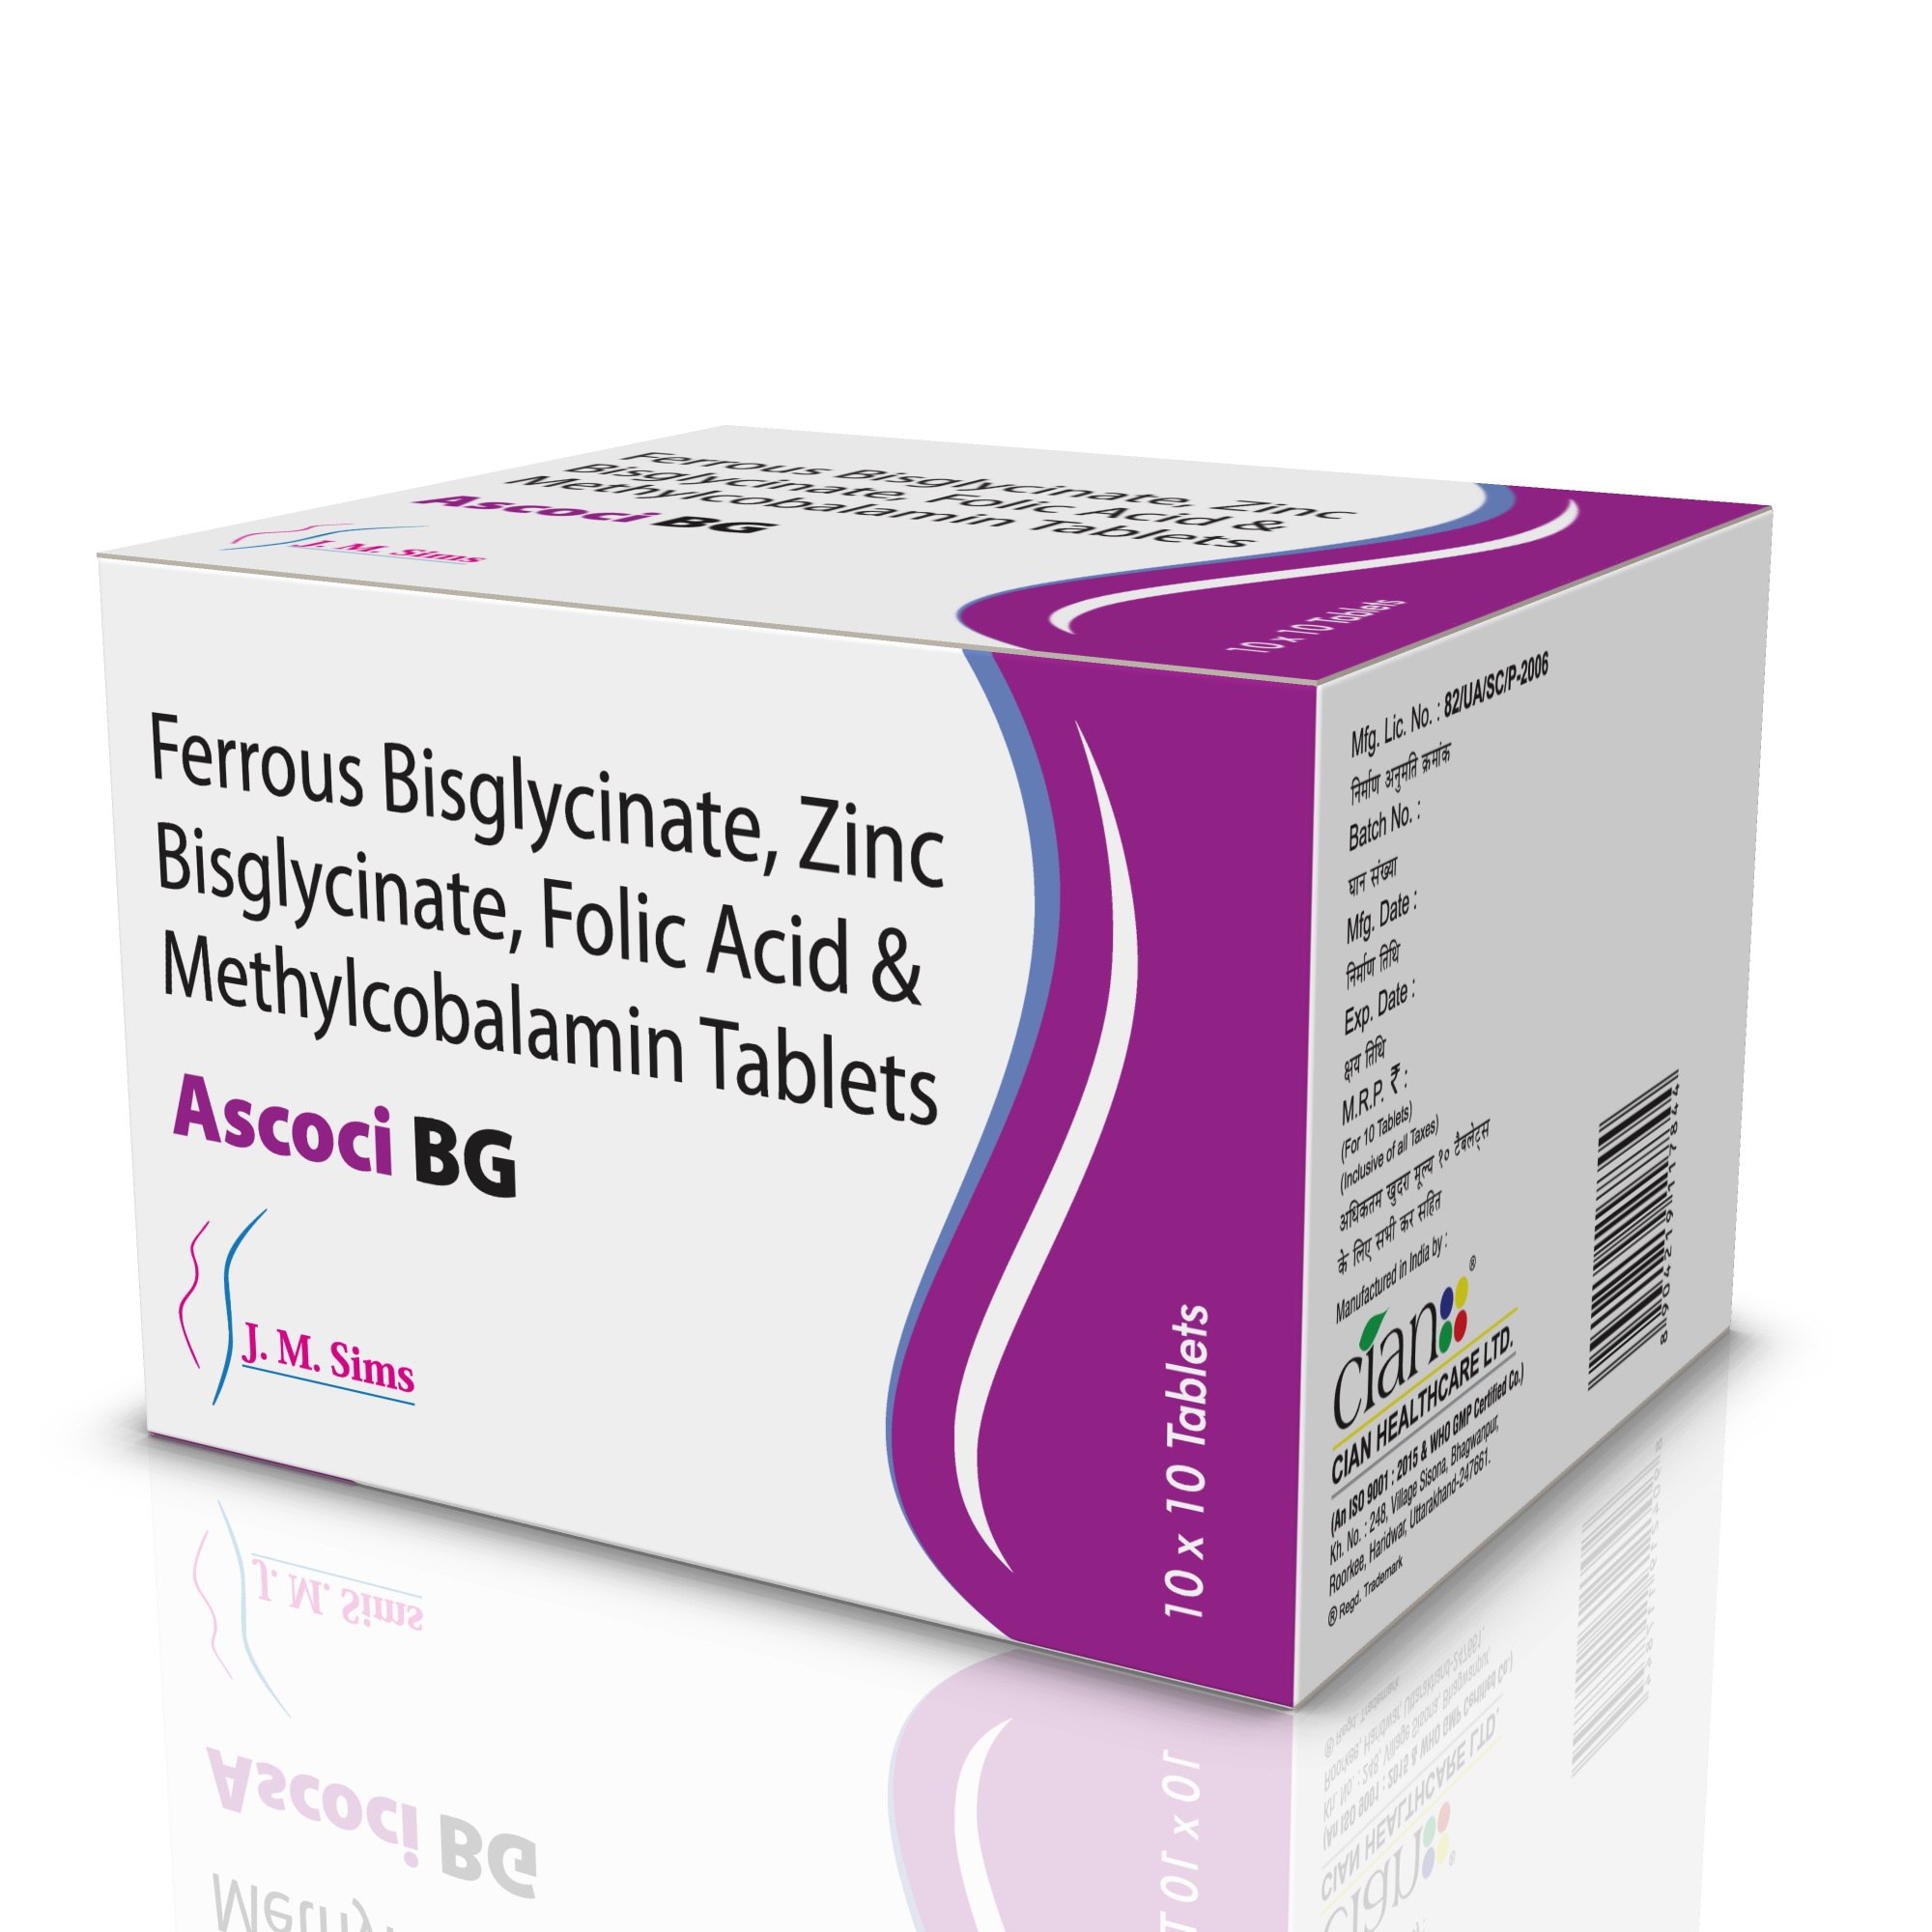 Ferrous Bisglycinate, Zinc
Bisglycinate, Folic Acid &
Methylcobalamin Tablets
Ascoci BG
J. M. Sims
10 x 10 Tablets
Ferrous Bisglycinate, Zinc
Bisglycinate, Folic Acid &
Methylcobalamin Tablets
Ascoci BG
J. M. Sims
10 x 10 Tablets
Mfg. Lic. No. : 82/UA/SC/P-2006
निर्माण अनुमति क्रमांक
Batch No. :
घान संख्या
Mfg. Date :
निर्माण तिथि
Exp. Date :
क्षय तिथि
M.R.P. ₹ :
(For 10 Tablets)
(Inclusive of all Taxes)
अधिकतम खुदरा मूल्य १० टैबलेट्स
के लिए सभी कर सहित
Manufactured in India by :
cian®
CIAN HEALTHCARE LTD.
(An ISO 9001 : 2015 & WHO GMP Certified Co.)
Kh. No. : 248, Village Sisona, Bhagwanpur,
Roorkee, Haridwar, Uttarakhand-247661.
® Regd. Trademark
8904219117844